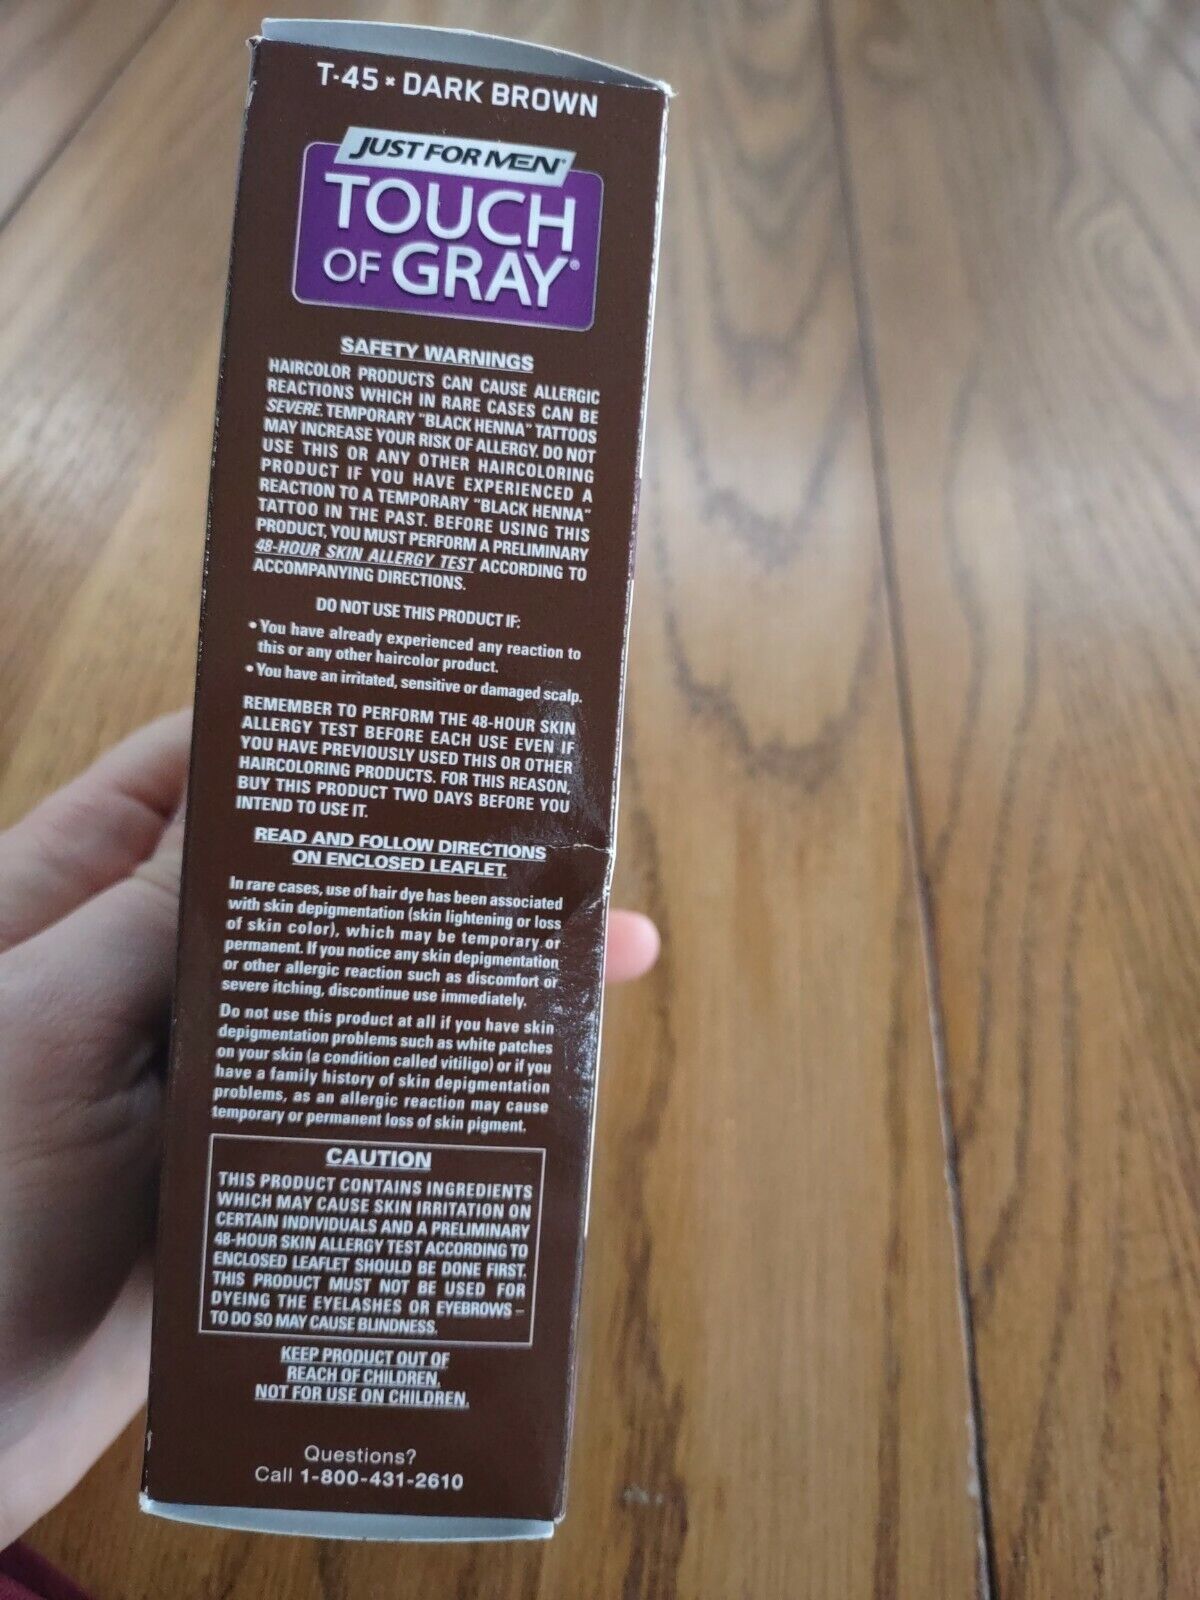 T-45 * DARK BROWN
JUST FOR MEN®
TOUCH
OF GRAY®
SAFETY WARNINGS
HAIRCOLOR PRODUCTS CAN CAUSE ALLERGIC
REACTIONS WHICH IN RARE CASES CAN BE
SEVERE. TEMPORARY "BLACK HENNA" TATTOOS
MAY INCREASE YOUR RISK OF ALLERGY. DO NOT
USE THIS OR ANY OTHER HAIRCOLORING
PRODUCT IF YOU HAVE EXPERIENCED A
REACTION TO A TEMPORARY "BLACK HENNA"
TATTOO IN THE PAST. BEFORE USING THIS
PRODUCT, YOU MUST PERFORM A PRELIMINARY
48-HOUR SKIN ALLERGY TEST ACCORDING TO
ACCOMPANYING DIRECTIONS.
DO NOT USE THIS PRODUCT IF:
• You have already experienced any reaction to
this or any other haircolor product.
• You have an irritated, sensitive or damaged scalp.
REMEMBER TO PERFORM THE 48-HOUR SKIN
ALLERGY TEST BEFORE EACH USE EVEN IF
YOU HAVE PREVIOUSLY USED THIS OR OTHER
HAIRCOLORING PRODUCTS. FOR THIS REASON,
BUY THIS PRODUCT TWO DAYS BEFORE YOU
INTEND TO USE IT.
READ AND FOLLOW DIRECTIONS
ON ENCLOSED LEAFLET.
In rare cases, use of hair dye has been associated
with skin depigmentation (skin lightening or loss
of skin color), which may be temporary or
permanent. If you notice any skin depigmentation
or other allergic reaction such as discomfort or
severe itching, discontinue use immediately.
Do not use this product at all if you have skin
depigmentation problems such as white patches
on your skin (a condition called vitiligo) or if you
have a family history of skin depigmentation
problems, as an allergic reaction may cause
temporary or permanent loss of skin pigment.
CAUTION
THIS PRODUCT CONTAINS INGREDIENTS
WHICH MAY CAUSE SKIN IRRITATION ON
CERTAIN INDIVIDUALS AND A PRELIMINARY
48-HOUR SKIN ALLERGY TEST ACCORDING TO
ENCLOSED LEAFLET SHOULD BE DONE FIRST.
THIS PRODUCT MUST NOT BE USED FOR
DYEING THE EYELASHES OR EYEBROWS –
TO DO SO MAY CAUSE BLINDNESS.
KEEP PRODUCT OUT OF
REACH OF CHILDREN.
NOT FOR USE ON CHILDREN.
Questions?
Call 1-800-431-2610